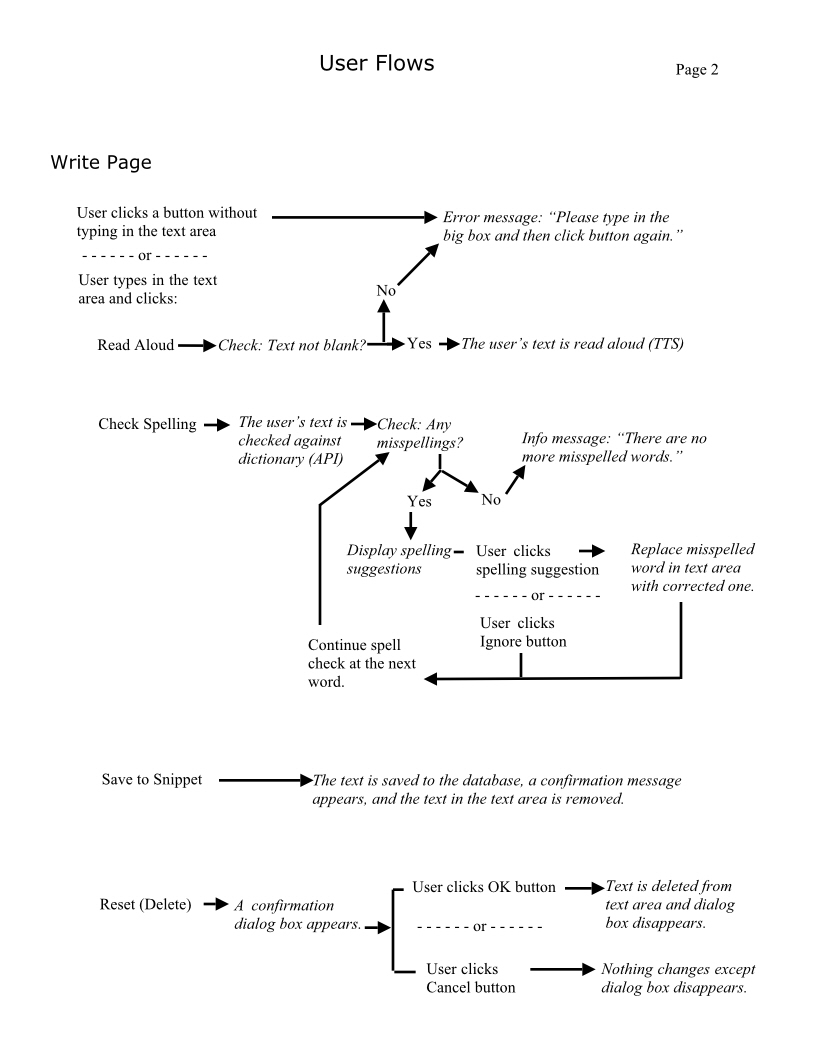 User Flows
Page 2
Write Page
User clicks a button without
typing in the text area
- - - - - - or - - - - - -
User types in the text
area and clicks:
Error message: “Please type in the
big box and then click button again.”
No
Read Aloud
Check: Text not blank?
Yes
The user’s text is read aloud (TTS)
Check Spelling
The user’s text is
checked against
dictionary (API)
Check: Any
misspellings?
Info message: “There are no
more misspelled words.”
Yes
No
Display spelling
suggestions
User clicks
spelling suggestion
- - - - - - or - - - - - -
User clicks
Ignore button
Replace misspelled
word in text area
with corrected one.
Continue spell
check at the next
word.
Save to Snippet
The text is saved to the database, a confirmation message
appears, and the text in the text area is removed.
Reset (Delete)
A confirmation
dialog box appears.
User clicks OK button
Text is deleted from
text area and dialog
box disappears.
- - - - - - or - - - - - -
User clicks
Cancel button
Nothing changes except
dialog box disappears.